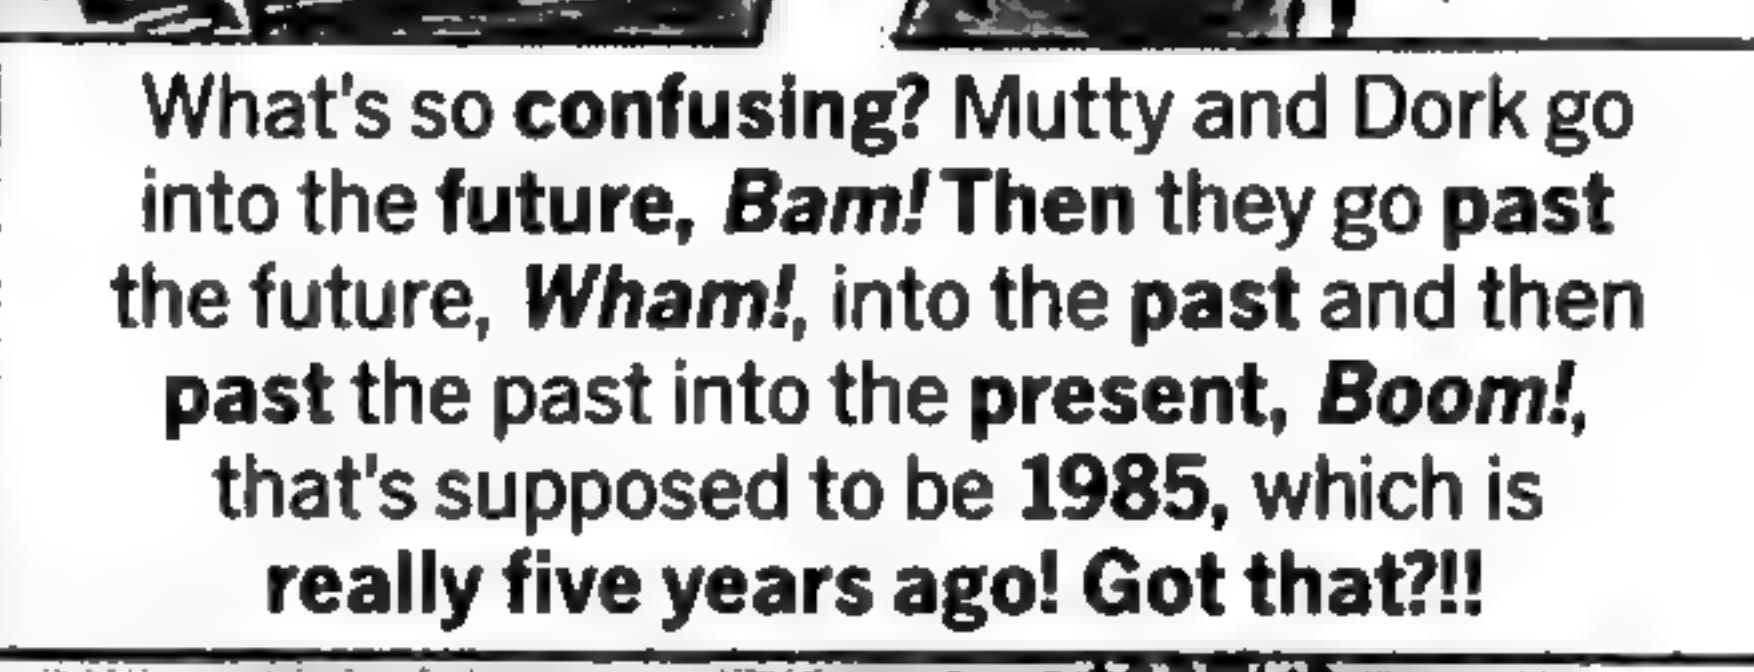 What's so confusing? Mutty and Dork go
into the future, Bam! Then they go past
the future, Wham!, into the past and then
past the past into the present, Boom!,
that's supposed to be 1985, which is
really five years ago! Got that?!!